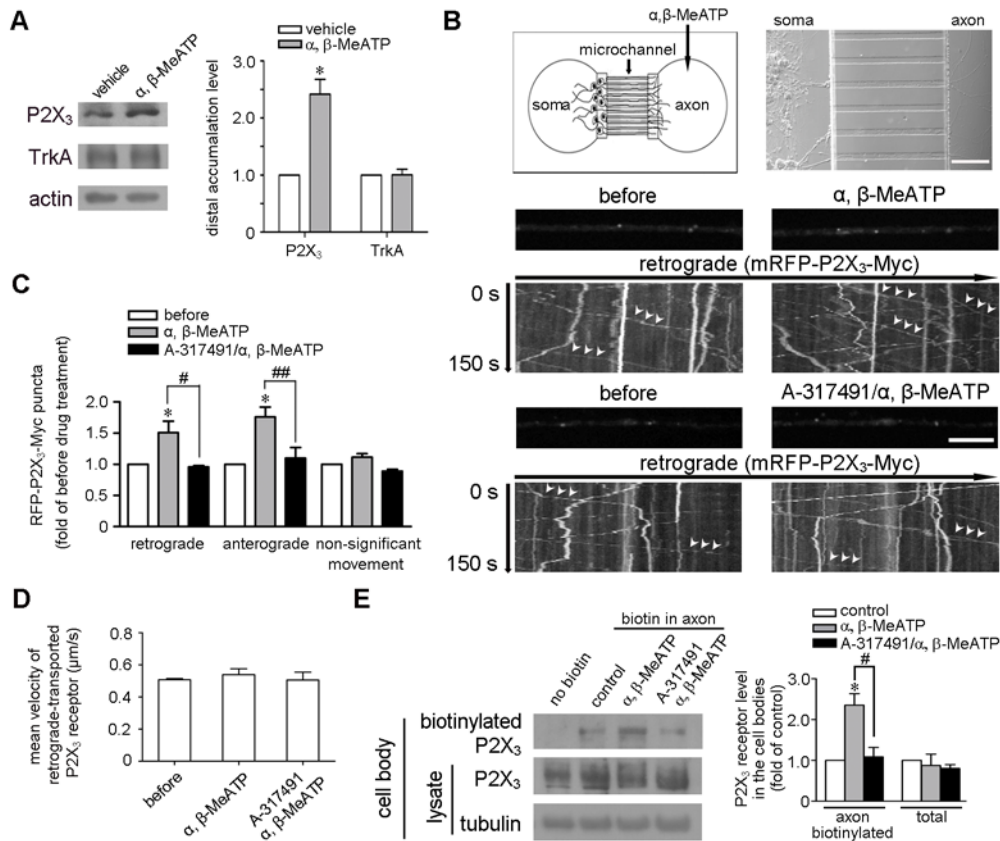 A
vehicle
α, β-MeATP
P2X₃
TrkA
actin
vehicle
α, β-MeATP
distal accumalation level
3.0
2.0
1.0
0
*
P2X₃
TrkA
B
α,β-MeATP
microchannel
soma
axon
soma
axon
before
α, β-MeATP
retrograde (mRFP-P2X₃-Myc)
0 s
150 s
before
A-317491/α, β-MeATP
retrograde (mRFP-P2X₃-Myc)
0 s
150 s
C
before
α, β-MeATP
A-317491/α, β-MeATP
RFP-P2X₃-Myc puncta
(fold of before drug treatment)
2.0
1.5
1.0
0.5
0
#
*
##
*
retrograde
anterograde
non-significant
movement
D
mean velocity of
retrograde-transported
P2X₃ receptor (μm/s)
0.8
0.6
0.4
0.2
0.0
before
α, β-MeATP
A-317491
α, β-MeATP
E
biotin in axon
no biotin
control
α, β-MeATP
A-317491
α, β-MeATP
cell body
biotinylated
P2X₃
lysate
P2X₃
tubulin
control
α, β-MeATP
A-317491/α, β-MeATP
P2X₃ receptor level
in the cell bodies
(fold of control)
3.0
2.0
1.0
0
#
*
axon
biotinylated
total